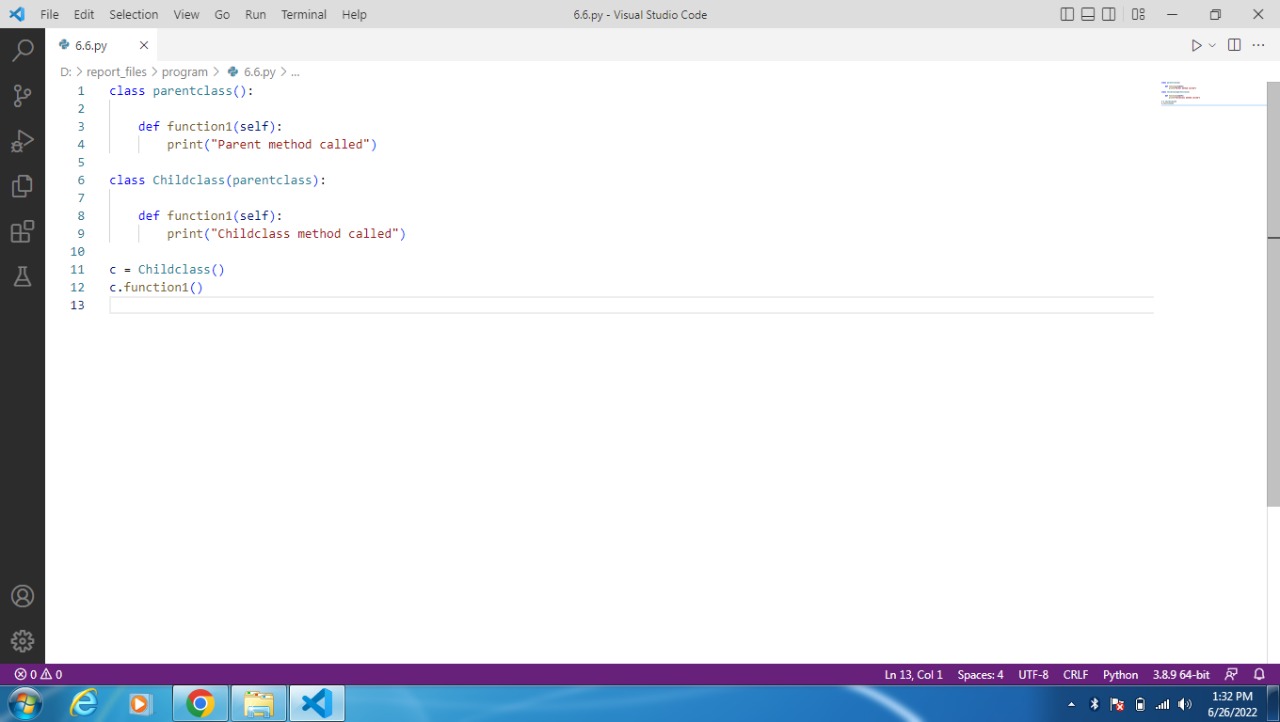 File Edit Selection View Go Run Terminal Help 6.6.py - Visual Studio Code
6.6.py
D: > report_files > program > 6.6.py > ...
1 class parentclass():
2
3     def function1(self):
4         print("Parent method called")
5
6 class Childclass(parentclass):
7
8     def function1(self):
9         print("Childclass method called")
10
11 c = Childclass()
12 c.function1()
13
0 0 Ln 13, Col 1 Spaces: 4 UTF-8 CRLF Python 3.8.9 64-bit
1:32 PM
6/26/2022